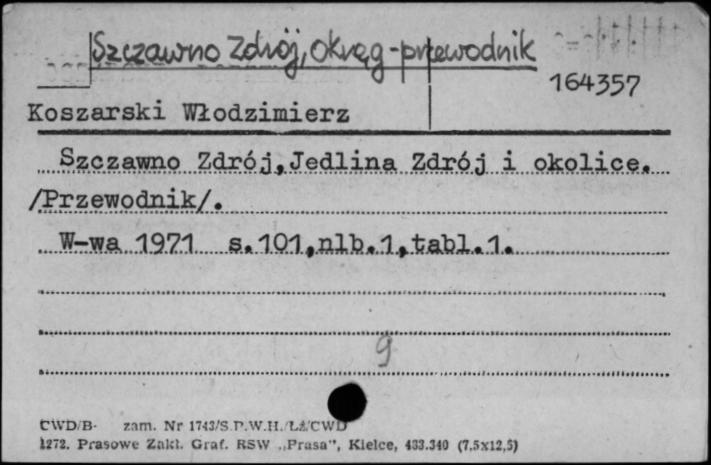 Szczawno Zdrój, okręg - przewodnik
164357
Koszarski Włodzimierz
Szczawno Zdrój,Jedlina Zdrój i okolice.
/Przewodnik/.
W-wa 1971 s.101,nlb.1,tabl.1.
9
CWD/B- zam. Nr 1743/S.P.W.H./Łż/CWD
1272. Prasowe Zakł. Graf. RSW „Prasa", Kielce, 433.340 (7,5x12,5)